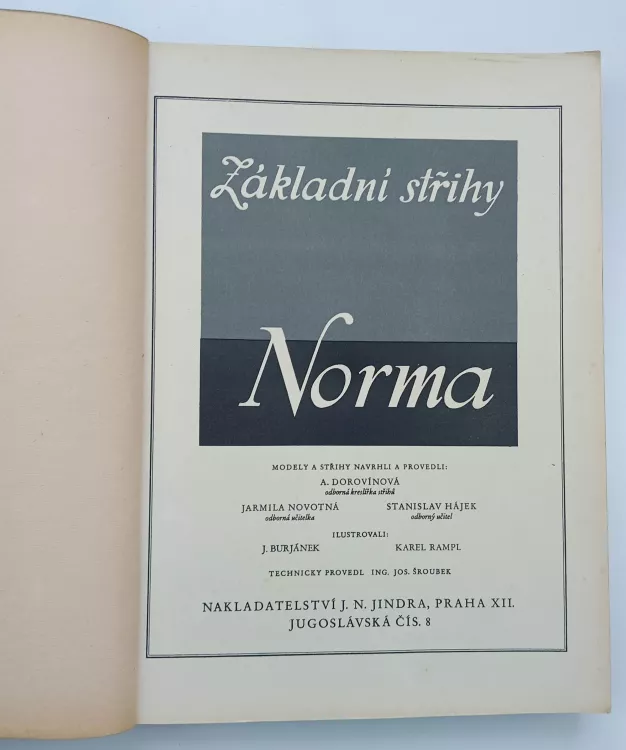 Základní střihy
Norma
MODELY A STŘIHY NAVRHLI A PROVEDLI:
A. DOROVÍNOVÁ
odborná kreslířka střihů
JARMILA NOVOTNÁ STANISLAV HÁJEK
odborná učitelka odborný učitel
ILUSTROVALI:
J. BURJÁNEK KAREL RAMPL
TECHNICKY PROVEDL ING. JOS. ŠROUBEK
NAKLADATELSTVÍ J. N. JINDRA, PRAHA XII.
JUGOSLÁVSKÁ ČÍS. 8